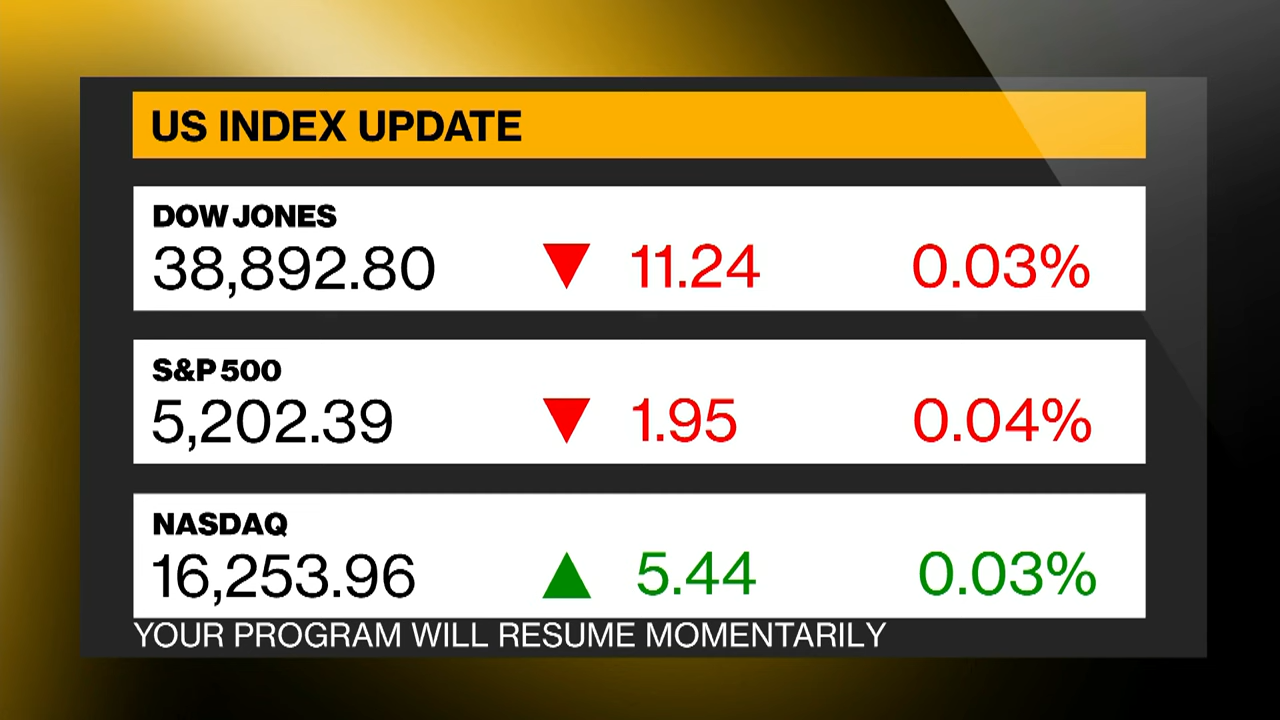 US INDEX UPDATE
DOW JONES
38,892.80 ▼ 11.24 0.03%
S&P 500
5,202.39 ▼ 1.95 0.04%
NASDAQ
16,253.96 ▲ 5.44 0.03%
YOUR PROGRAM WILL RESUME MOMENTARILY